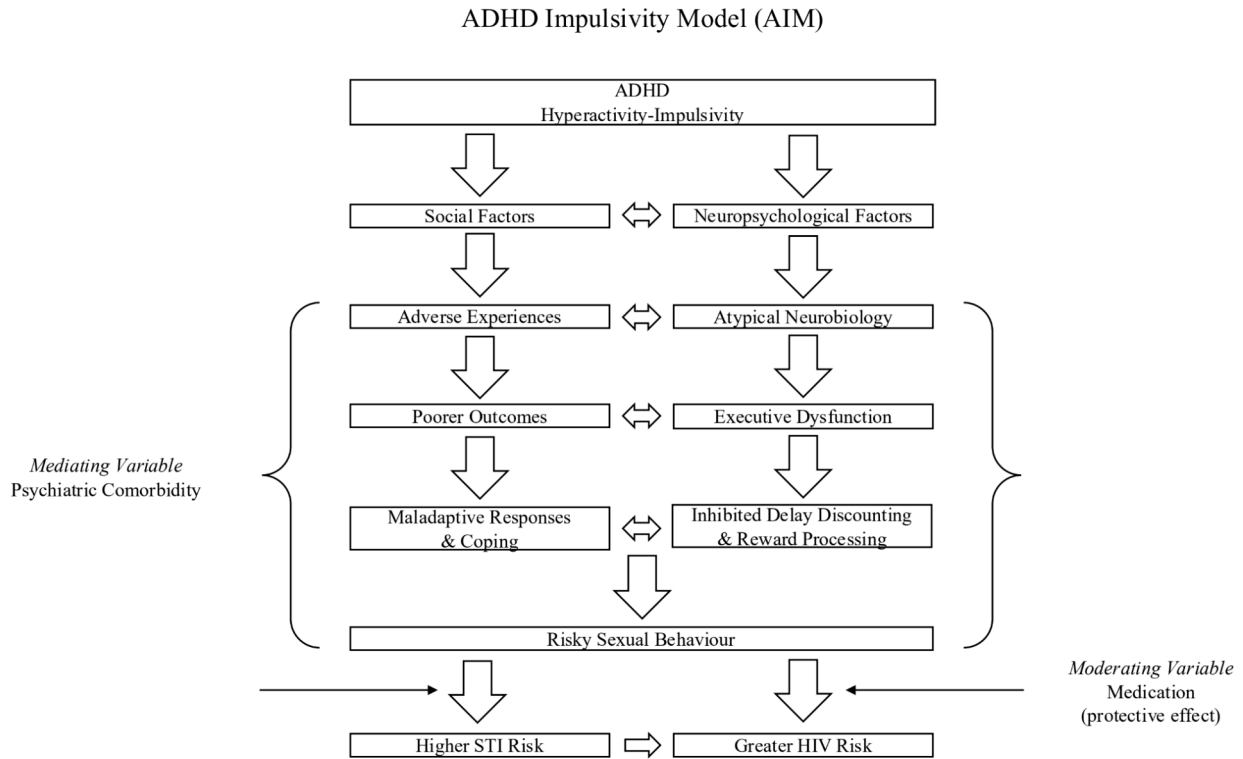 ADHD Impulsivity Model (AIM)
ADHD
Hyperactivity-Impulsivity
Social Factors
Neuropsychological Factors
Adverse Experiences
Atypical Neurobiology
Poorer Outcomes
Executive Dysfunction
Mediating Variable
Psychiatric Comorbidity
Maladaptive Responses
& Coping
Inhibited Delay Discounting
& Reward Processing
Risky Sexual Behaviour
Moderating Variable
Medication
(protective effect)
Higher STI Risk
Greater HIV Risk